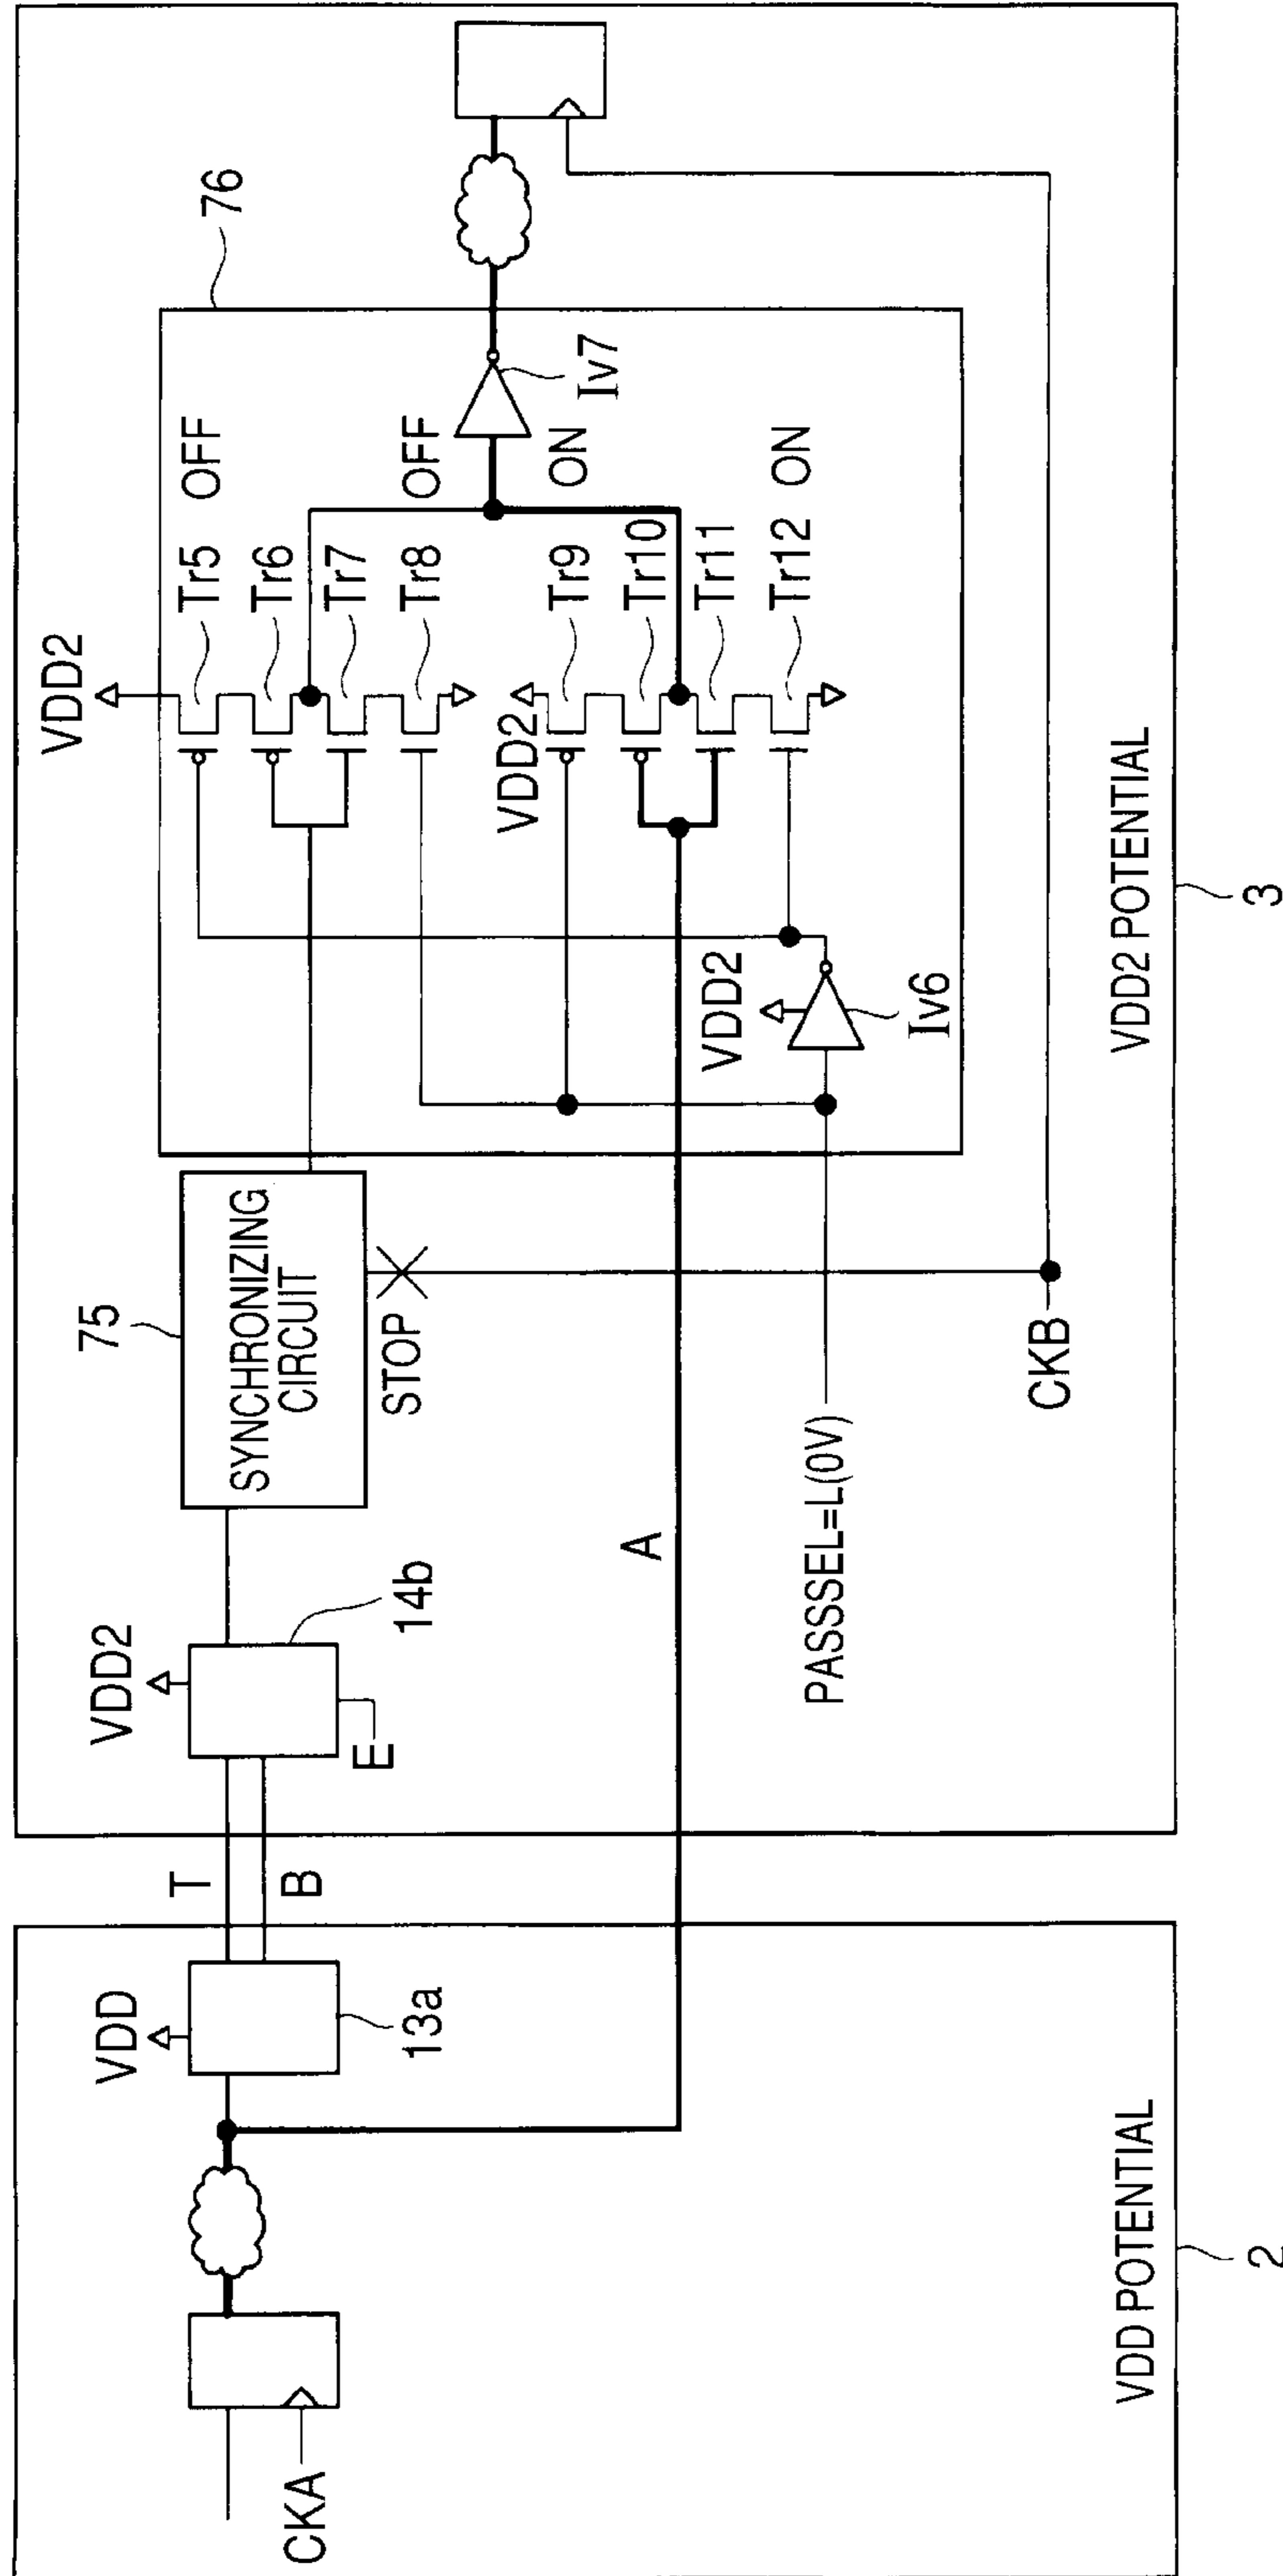 CKA
VDD
13a
T
B
VDD POTENTIAL
2
VDD2
14b
E
A
75
SYNCHRONIZING
CIRCUIT
STOP
PASSSEL=L(0V)
CKB
76
VDD2
Tr5 OFF
Tr6
Tr7
Tr8 OFF
VDD2
Tr9 ON
Tr10
Tr11
Tr12 ON
VDD2
Iv6
Iv7
VDD2 POTENTIAL
3